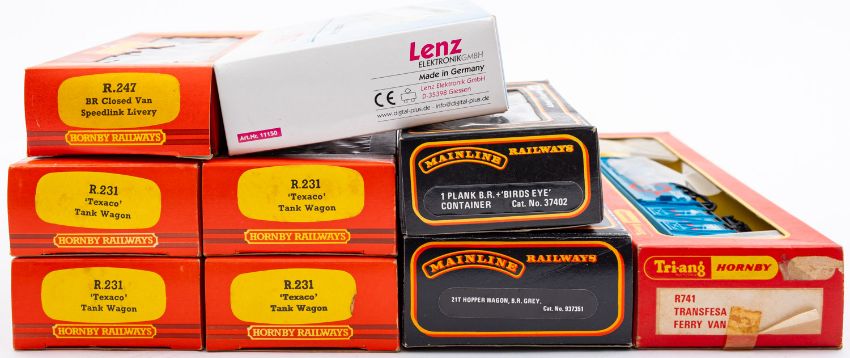 R.247
BR Closed Van
Speedlink Livery
HORNBY RAILWAYS
Lenz
ELEKTRONIK GMBH
Made in Germany
CE
Lenz Elektronik GmbH
D-35398 Giessen
www.digital-plus.de · info@digital-plus.de
Art.-Nr. 11150
R.231
'Texaco'
Tank Wagon
HORNBY RAILWAYS
R.231
'Texaco'
Tank Wagon
HORNBY RAILWAYS
MAINLINE RAILWAYS
1 PLANK B.R.+'BIRDS EYE'
CONTAINER Cat. No. 37402
R.231
'Texaco'
Tank Wagon
HORNBY RAILWAYS
R.231
'Texaco'
Tank Wagon
HORNBY RAILWAYS
MAINLINE RAILWAYS
21T HOPPER WAGON, B.R. GREY.
Cat. No. 937351
Tri-ang HORNBY
R741
TRANSFESA
FERRY VAN